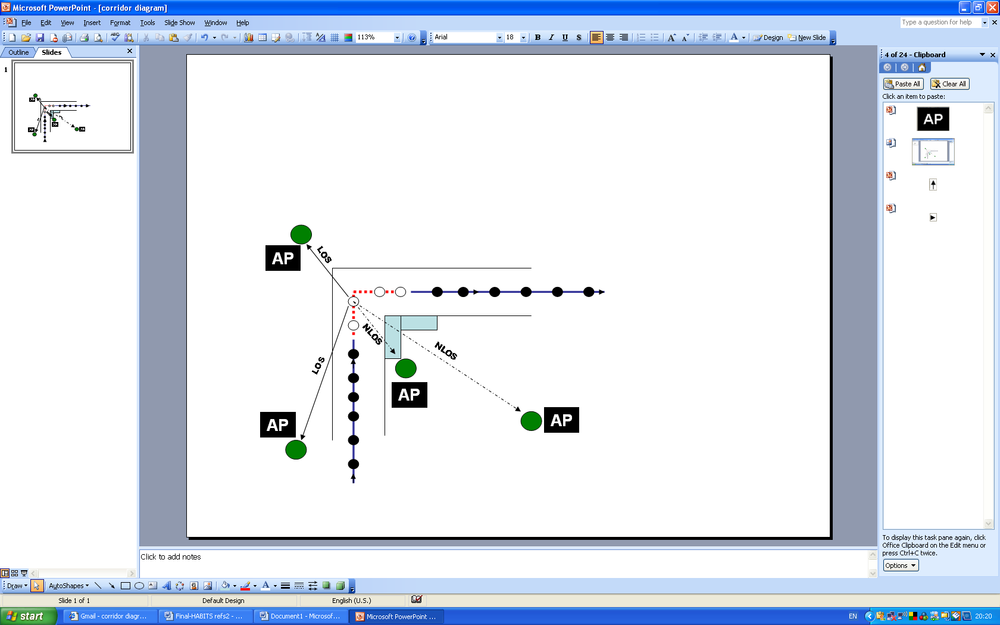 Microsoft PowerPoint - [corridor diagram]
File Edit View Insert Format Tools Slide Show Window Help
Type a question for help
113%
Arial
18
B I U S
A A A
Design
New Slide
Outline Slides
4 of 24 - Clipboard
Paste All Clear All
Click an item to paste:
AP
1
AP
AP
AP
AP
LOS
AP
NLOS
NLOS
LOS
AP
AP
AP
To display this task pane again, click
Office Clipboard on the Edit menu or
press Ctrl+C twice.
Options
Click to add notes
Draw AutoShapes
A
A
Slide 1 of 1 Default Design English (U.S.)
start
Gmail - corridor diagr...
Final-HABITS refs2 - ...
Document1 - Microsof...
Microsoft PowerPoint ...
EN
20:20